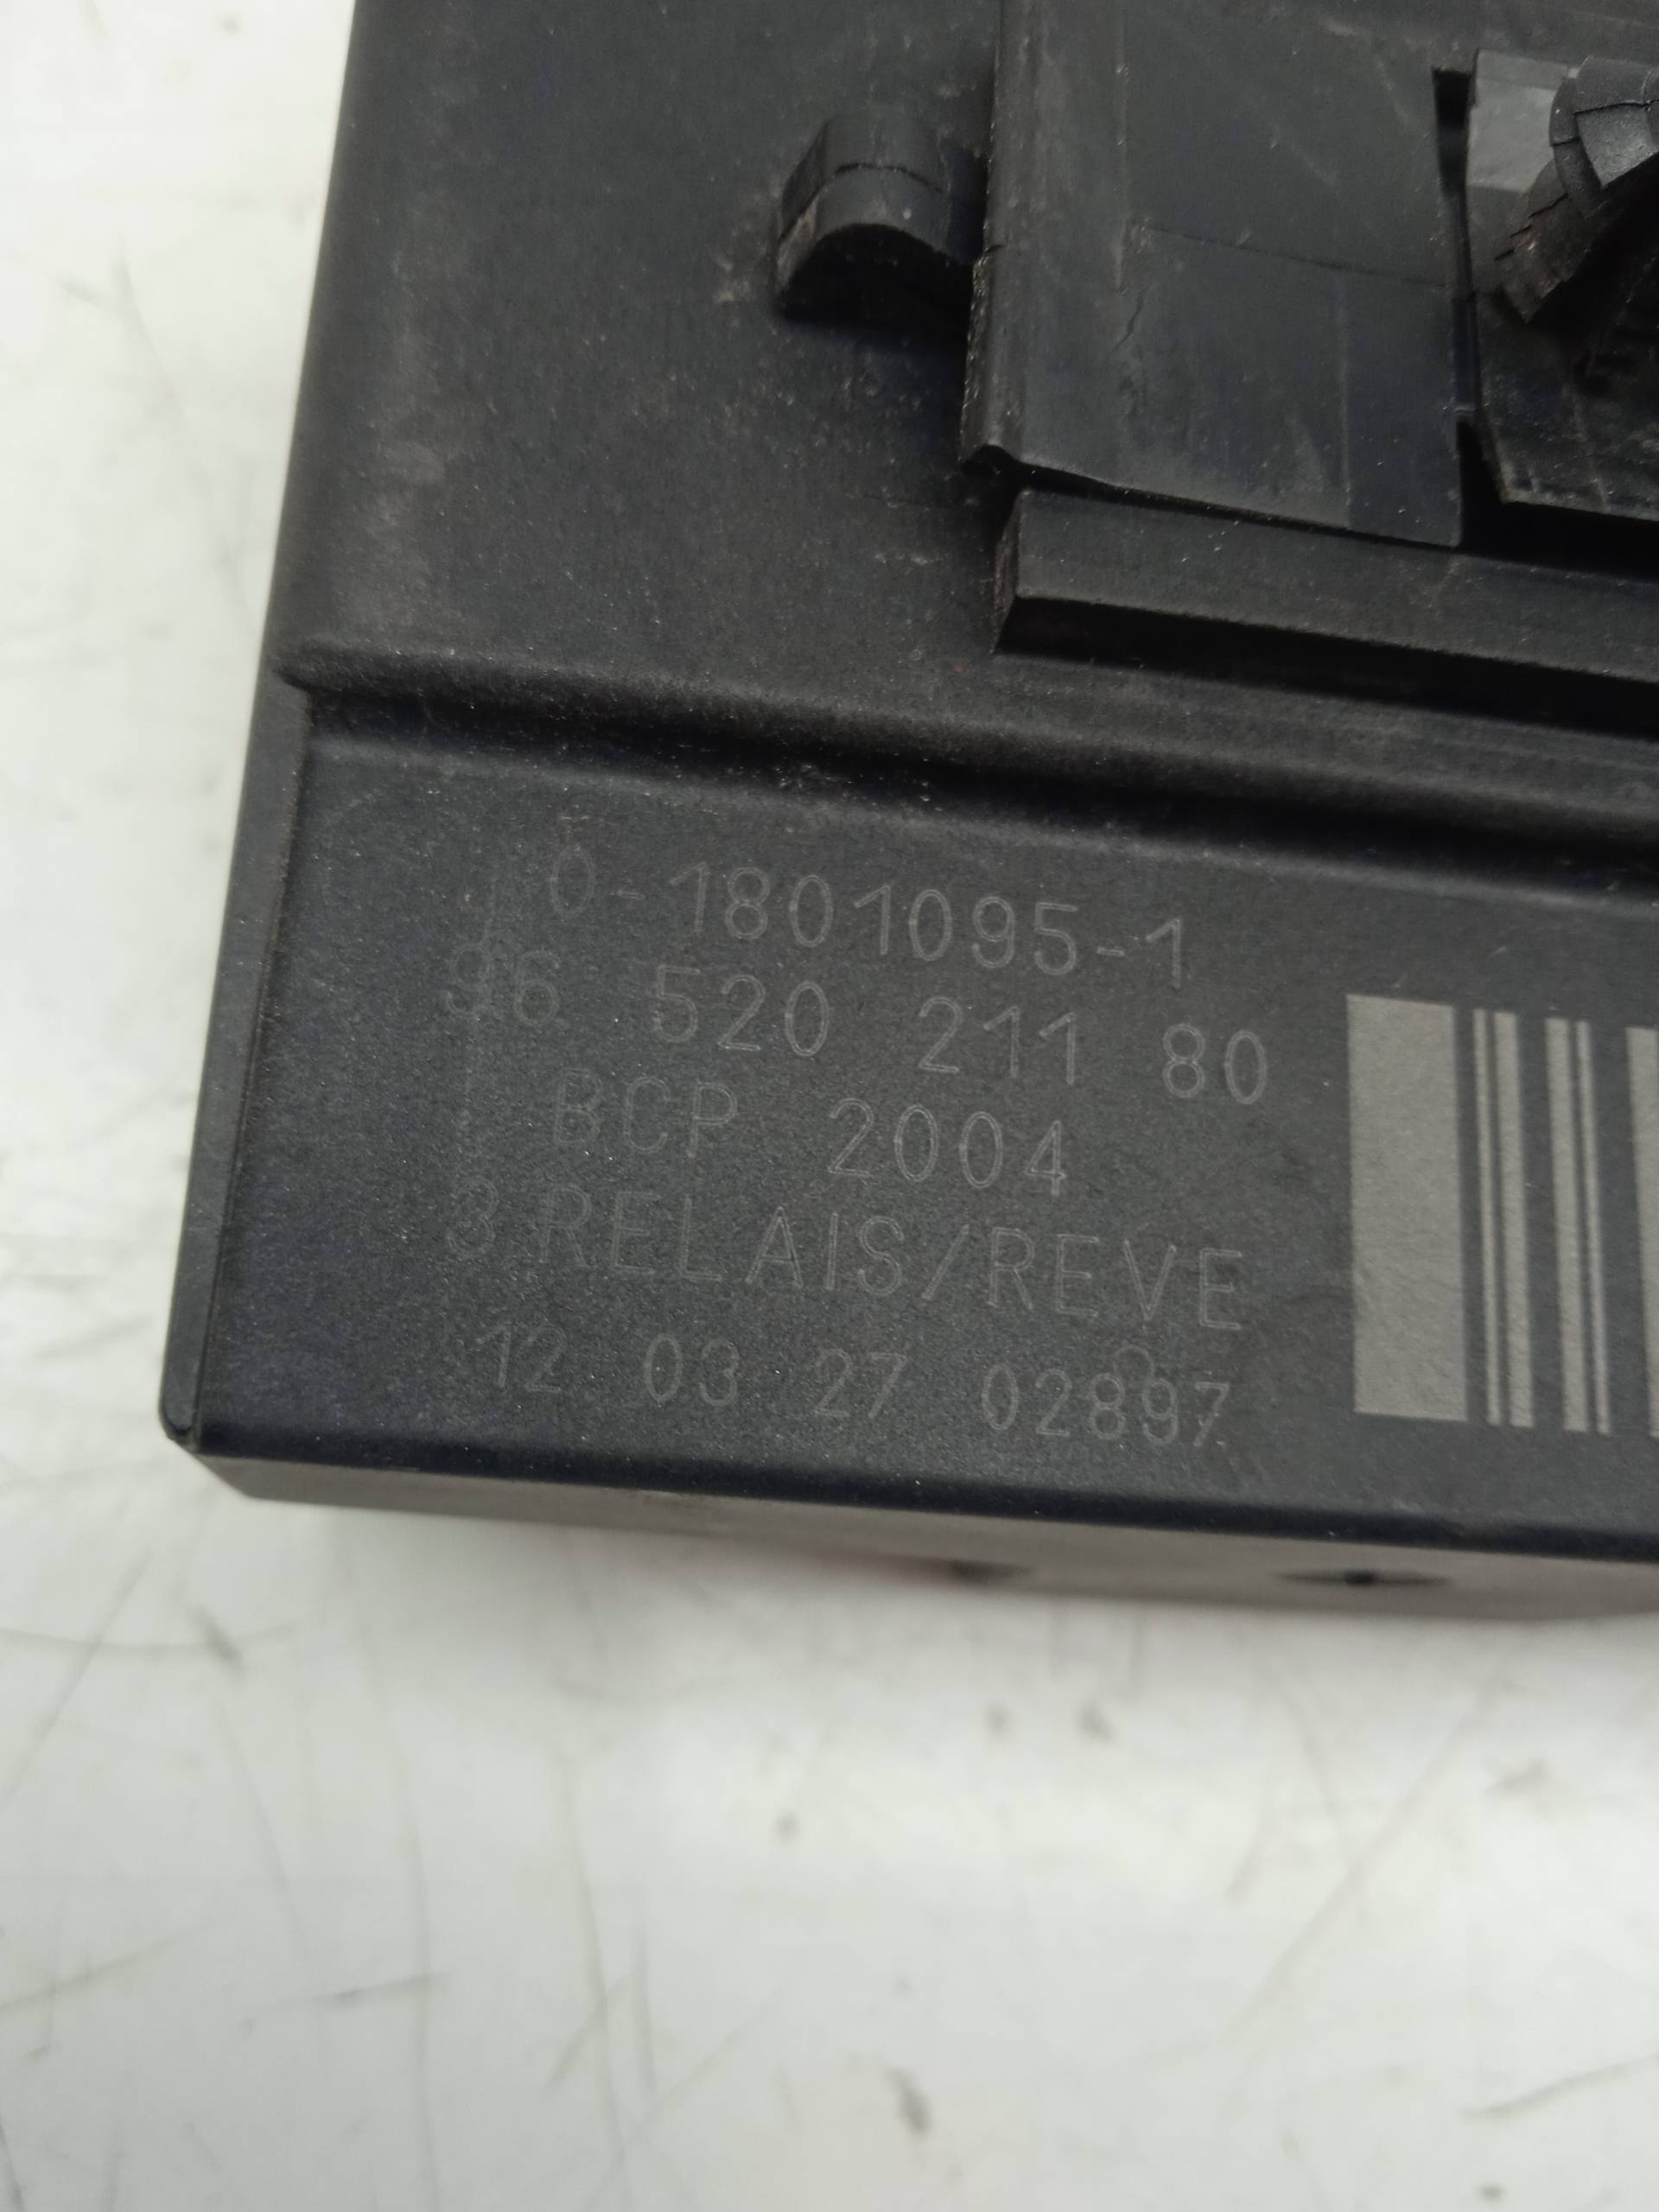 0-1801095-1
96 520 211 80
BCP 2004
3 RELAIS/REVE
12 03 27 02897